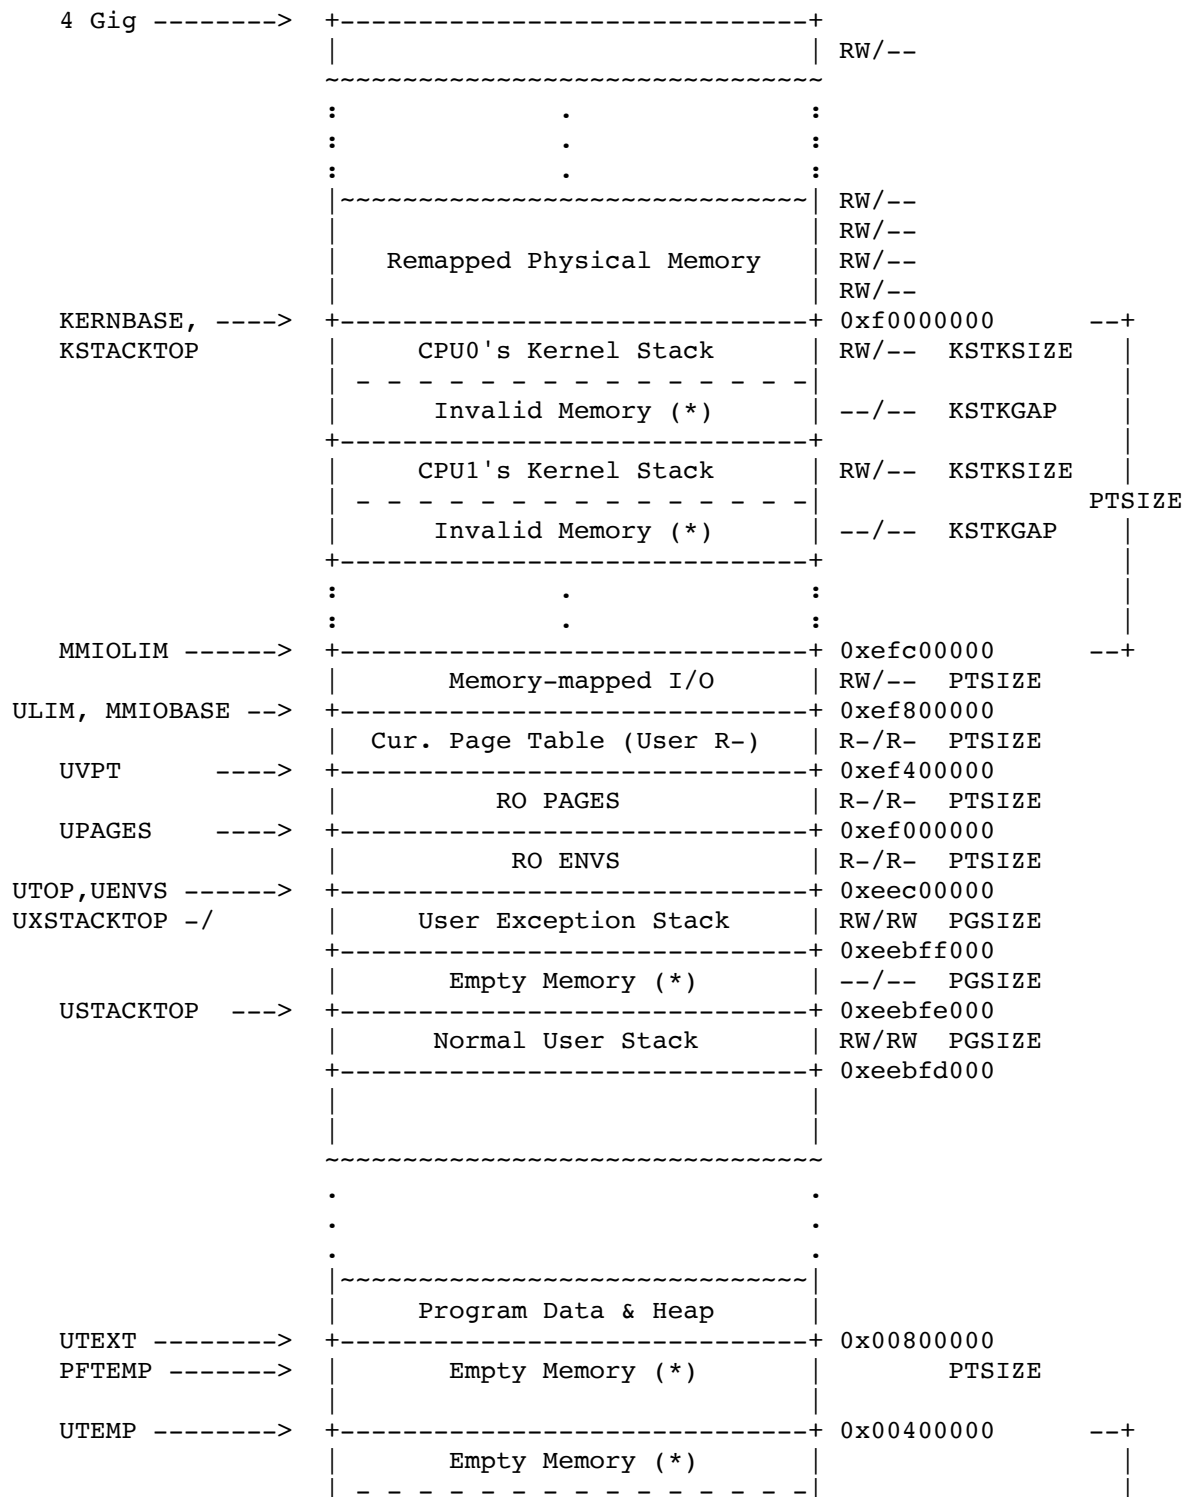 4 Gig -------->  +------------------------------+
                 |                              | RW/--
                 ~~~~~~~~~~~~~~~~~~~~~~~~~~~~~~~~
                 :              .               :
                 :              .               :
                 :              .               :
                 |~~~~~~~~~~~~~~~~~~~~~~~~~~~~~~| RW/--
                 |                              | RW/--
                 |   Remapped Physical Memory   | RW/--
                 |                              | RW/--
KERNBASE, ---->  +------------------------------+ 0xf0000000      --+
KSTACKTOP        |     CPU0's Kernel Stack      | RW/--  KSTKSIZE   |
                 | - - - - - - - - - - - - - - -|                   |
                 |      Invalid Memory (*)      | --/--  KSTKGAP    |
                 +------------------------------+                   |
                 |     CPU1's Kernel Stack      | RW/--  KSTKSIZE   |
                 | - - - - - - - - - - - - - - -|                 PTSIZE
                 |      Invalid Memory (*)      | --/--  KSTKGAP    |
                 +------------------------------+                   |
                 :              .               :                   |
                 :              .               :                   |
MMIOLIM ------>  +------------------------------+ 0xefc00000      --+
                 |       Memory-mapped I/O      | RW/--  PTSIZE
ULIM, MMIOBASE -->  +------------------------------+ 0xef800000
                 |  Cur. Page Table (User R-)   | R-/R-  PTSIZE
UVPT      ---->  +------------------------------+ 0xef400000
                 |          RO PAGES            | R-/R-  PTSIZE
UPAGES    ---->  +------------------------------+ 0xef000000
                 |           RO ENVS            | R-/R-  PTSIZE
UTOP,UENVS ------>  +------------------------------+ 0xeec00000
UXSTACKTOP -/    |     User Exception Stack     | RW/RW  PGSIZE
                 +------------------------------+ 0xeebff000
                 |       Empty Memory (*)       | --/--  PGSIZE
USTACKTOP  --->  +------------------------------+ 0xeebfe000
                 |      Normal User Stack       | RW/RW  PGSIZE
                 +------------------------------+ 0xeebfd000
                 |                              |
                 |                              |
                 ~~~~~~~~~~~~~~~~~~~~~~~~~~~~~~~~
                 .                              .
                 .                              .
                 .                              .
                 |~~~~~~~~~~~~~~~~~~~~~~~~~~~~~~|
                 |     Program Data & Heap      |
UTEXT -------->  +------------------------------+ 0x00800000
PFTEMP ------->  |       Empty Memory (*)       |        PTSIZE
                 |                              |
UTEMP -------->  +------------------------------+ 0x00400000      --+
                 |       Empty Memory (*)       |                   |
                 | - - - - - - - - - - - - - - -|                   |